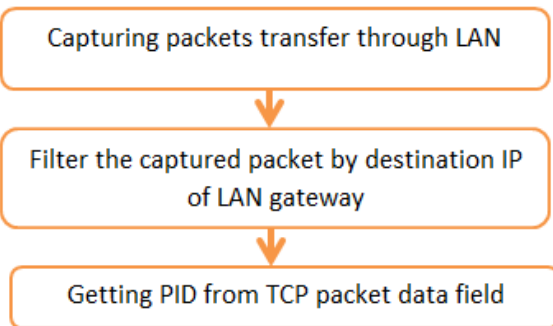 Capturing packets transfer through LAN
Filter the captured packet by destination IP
of LAN gateway
Getting PID from TCP packet data field